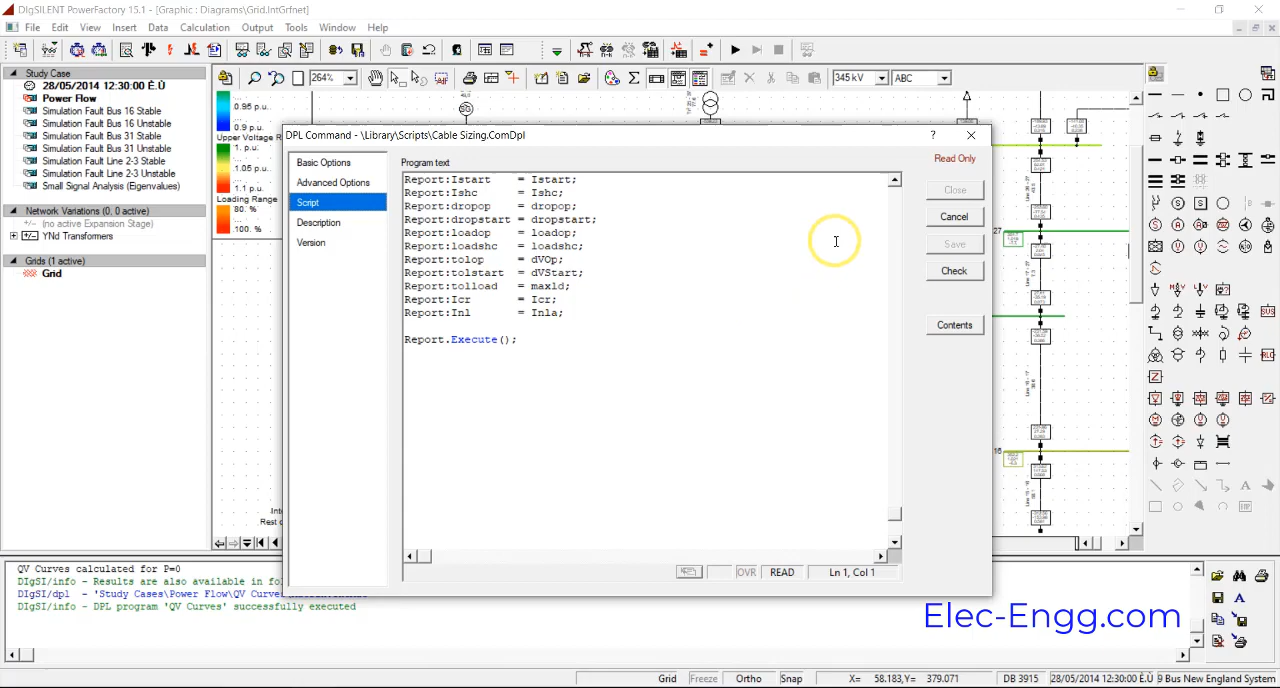 DIgSILENT PowerFactory 15.1 - [Graphic : Diagrams\Grid.IntGrfnet]
File Edit View Insert Data Calculation Output Tools Window Help
264% 345 kV ABC
Study Case
28/05/2014 12:30:00 È.Ù
Power Flow
Simulation Fault Bus 16 Stable
Simulation Fault Bus 16 Unstable
Simulation Fault Bus 31 Stable
Simulation Fault Bus 31 Unstable
Simulation Fault Line 2-3 Stable
Simulation Fault Line 2-3 Unstable
Small Signal Analysis (Eigenvalues)
Network Variations (0, 0 active)
(no active Expansion Stage)
YNd Transformers
Grids (1 active)
Grid
0.95 p.u.
0.9 p.u.
Upper Voltage R
1. p.u.
1.05 p.u.
1.1 p.u.
Loading Range
80. %
100. %
SG
27
16
DPL Command - \Library\Scripts\Cable Sizing.ComDpl
?
Basic Options
Advanced Options
Script
Description
Version
Program text
Read Only
Report:Istart = Istart;
Report:Ishc = Ishc;
Report:dropop = dropop;
Report:dropstart = dropstart;
Report:loadop = loadop;
Report:loadshc = loadshc;
Report:tolop = dVOp;
Report:tolstart = dVStart;
Report:tolload = maxld;
Report:Icr = Icr;
Report:Inl = Inla;
Report.Execute();
Close
Cancel
Save
Check
Contents
OVR READ Ln 1, Col 1
QV Curves calculated for P=0
DIgSI/info - Results are also available in fo
DIgSI/dpl - 'Study Cases\Power Flow\QV Curve
DIgSI/info - DPL program 'QV Curves' successfully executed
Elec-Engg.com
Grid Freeze Ortho Snap X= 58.183,Y= 379.071 DB 3915 28/05/2014 12:30:00 È.Ù 9 Bus New England System